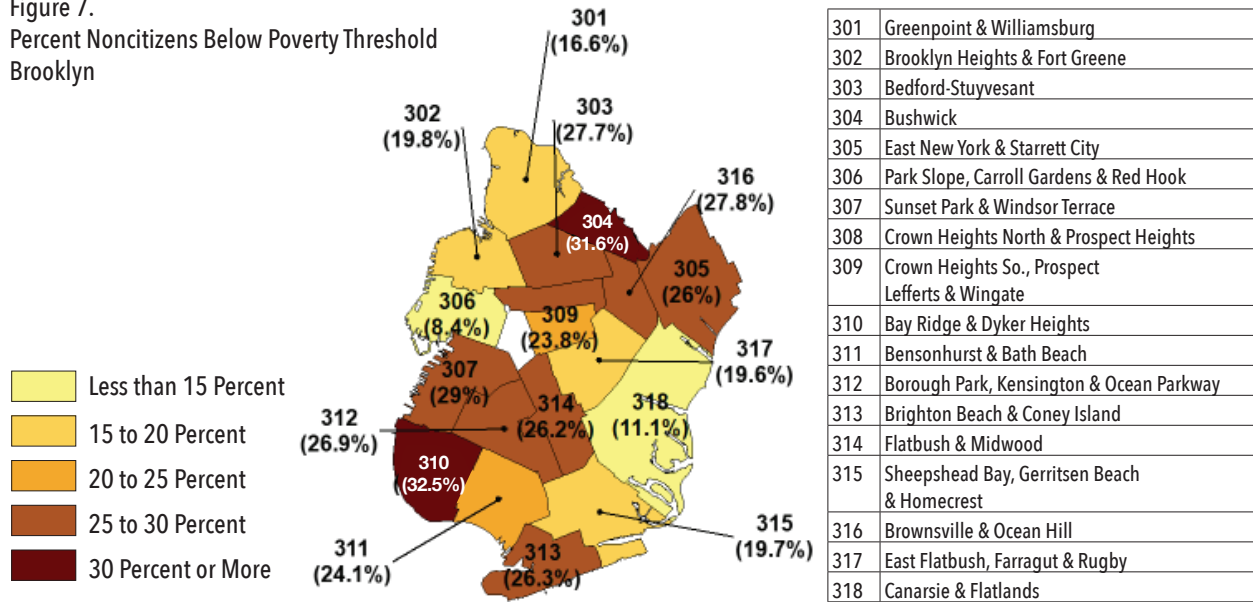 Figure 7.
Percent Noncitizens Below Poverty Threshold
Brooklyn
301
(16.6%)
302
(19.8%)
303
(27.7%)
316
(27.8%)
304
(31.6%)
305
(26%)
306
(8.4%)
309
(23.8%)
317
(19.6%)
307
(29%)
312
(26.9%)
314
(26.2%)
318
(11.1%)
310
(32.5%)
311
(24.1%)
313
(26.3%)
315
(19.7%)
Less than 15 Percent
15 to 20 Percent
20 to 25 Percent
25 to 30 Percent
30 Percent or More
301 Greenpoint & Williamsburg
302 Brooklyn Heights & Fort Greene
303 Bedford-Stuyvesant
304 Bushwick
305 East New York & Starrett City
306 Park Slope, Carroll Gardens & Red Hook
307 Sunset Park & Windsor Terrace
308 Crown Heights North & Prospect Heights
309 Crown Heights So., Prospect
Lefferts & Wingate
310 Bay Ridge & Dyker Heights
311 Bensonhurst & Bath Beach
312 Borough Park, Kensington & Ocean Parkway
313 Brighton Beach & Coney Island
314 Flatbush & Midwood
315 Sheepshead Bay, Gerritsen Beach
& Homecrest
316 Brownsville & Ocean Hill
317 East Flatbush, Farragut & Rugby
318 Canarsie & Flatlands